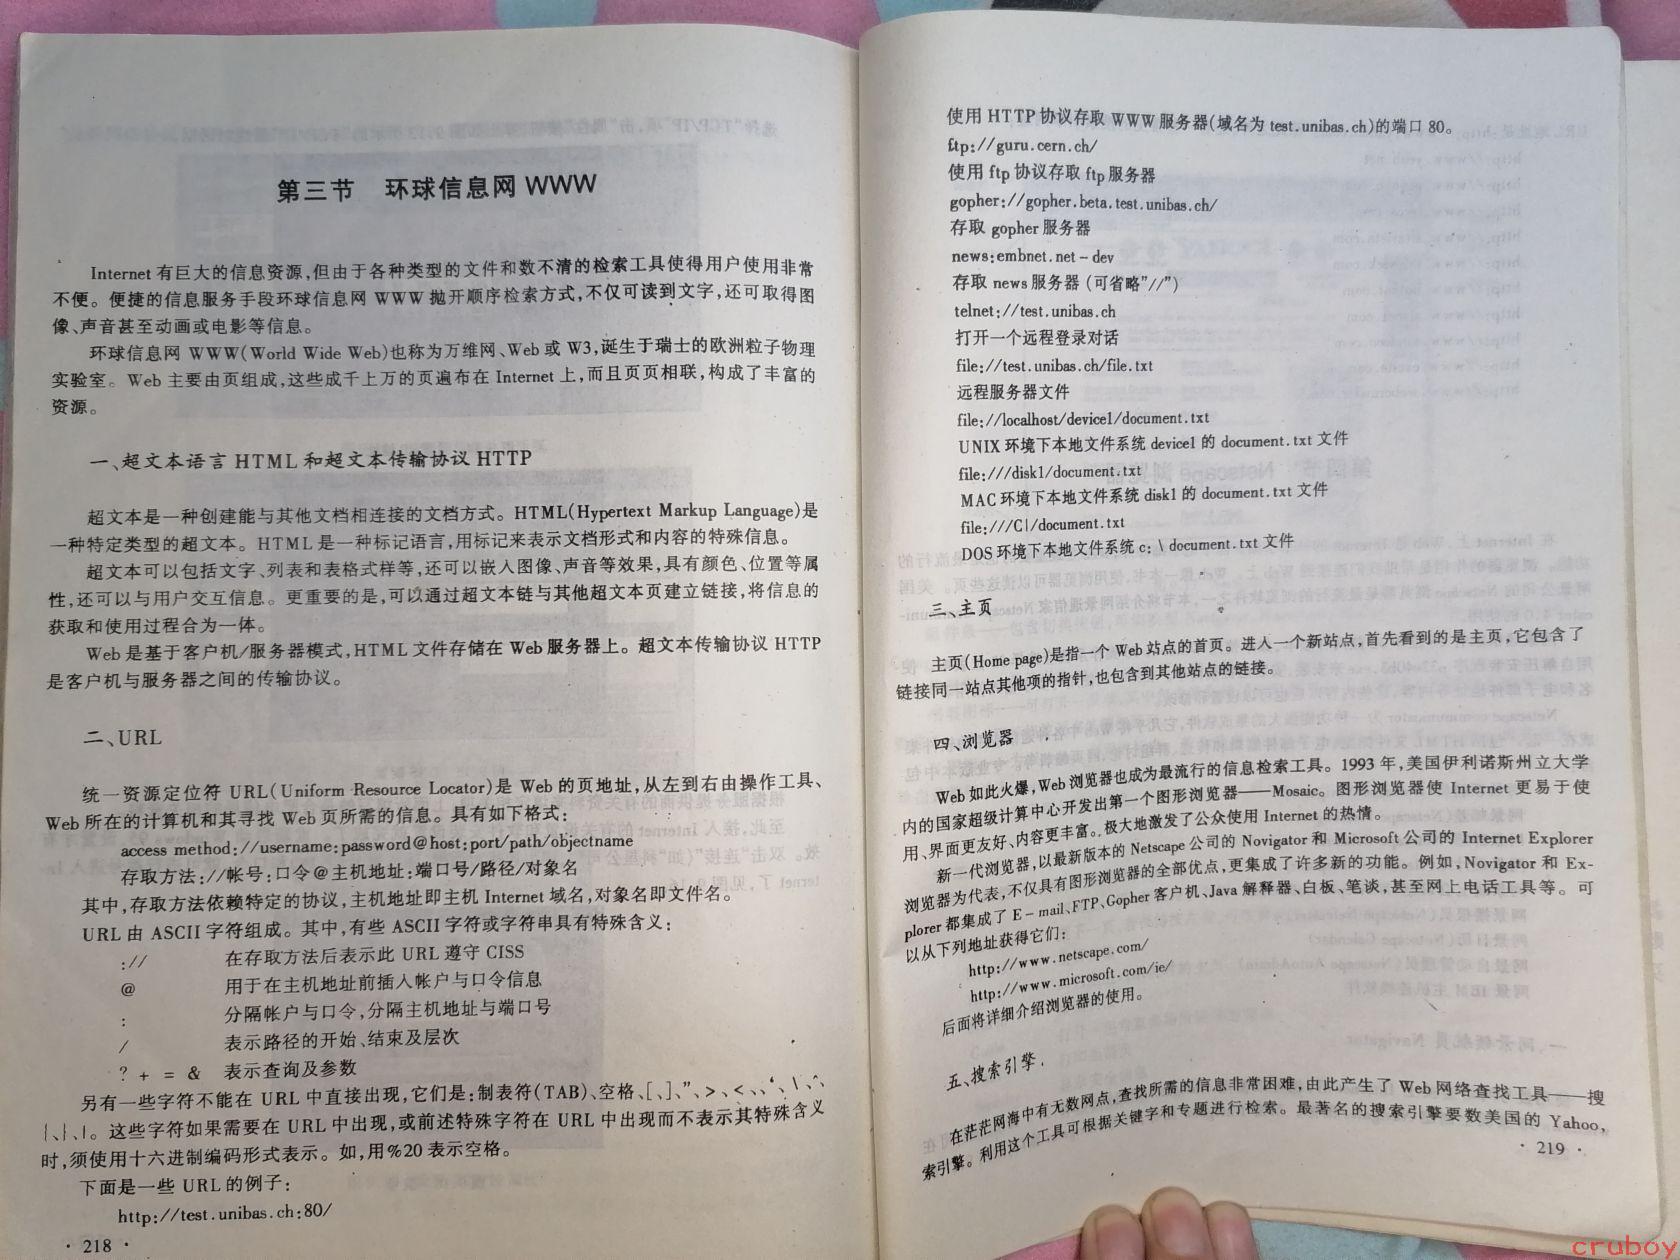 第三节 环球信息网 WWW
Internet 有巨大的信息资源,但由于各种类型的文件和数不清的检索工具使得用户使用非常
不便。便捷的信息服务手段环球信息网 WWW 抛开顺序检索方式,不仅可读到文字,还可取得图
像、声音甚至动画或电影等信息。
环球信息网 WWW(World Wide Web)也称为万维网、Web 或 W3,诞生于瑞士的欧洲粒子物理
实验室。Web 主要由页组成,这些成千上万的页遍布在 Internet 上,而且页页相联,构成了丰富的
资源。
一、超文本语言 HTML 和超文本传输协议 HTTP
超文本是一种创建能与其他文档相连接的文档方式。HTML(Hypertext Markup Language)是
一种特定类型的超文本。HTML 是一种标记语言,用标记来表示文档形式和内容的特殊信息。
超文本可以包括文字、列表和表格式样等,还可以嵌入图像、声音等效果,具有颜色、位置等属
性,还可以与用户交互信息。更重要的是,可以通过超文本链与其他超文本页建立链接,将信息的
获取和使用过程合为一体。
Web 是基于客户机/服务器模式,HTML 文件存储在 Web 服务器上。超文本传输协议 HTTP
是客户机与服务器之间的传输协议。
二、URL
统一资源定位符 URL(Uniform Resource Locator)是 Web 的页地址,从左到右由操作工具、
Web 所在的计算机和其寻找 Web 页所需的信息。具有如下格式:
access method://username:password@host:port/path/objectname
存取方法://帐号:口令@主机地址:端口号/路径/对象名
其中,存取方法依赖特定的协议,主机地址即主机 Internet 域名,对象名即文件名。
URL 由 ASCII 字符组成。其中,有些 ASCII 字符或字符串具有特殊含义:
:// 在存取方法后表示此 URL 遵守 CISS
@ 用于在主机地址前插入帐户与口令信息
: 分隔帐户与口令,分隔主机地址与端口号
/ 表示路径的开始、结束及层次
? + = & 表示查询及参数
另有一些字符不能在 URL 中直接出现,它们是:制表符(TAB)、空格、[、]、"、>、<、、‘、\、^、
{、}、|。这些字符如果需要在 URL 中出现,或前述特殊字符在 URL 中出现而不表示其特殊含义
时,须使用十六进制编码形式表示。如,用%20 表示空格。
下面是一些 URL 的例子:
http://test.unibas.ch:80/
· 218 ·
使用 HTTP 协议存取 WWW 服务器(域名为 test.unibas.ch)的端口 80。
ftp://guru.cern.ch/
使用 ftp 协议存取 ftp 服务器
gopher://gopher.beta.test.unibas.ch/
存取 gopher 服务器
news:embnet.net-dev
存取 news 服务器 (可省略"//")
telnet://test.unibas.ch
打开一个远程登录对话
file://test.unibas.ch/file.txt
远程服务器文件
file://localhost/device1/document.txt
UNIX 环境下本地文件系统 device1 的 document.txt 文件
file:///disk1/document.txt
MAC 环境下本地文件系统 disk1 的 document.txt 文件
file:///C|/document.txt
DOS 环境下本地文件系统 c:\document.txt 文件
三、主页
主页(Home page)是指一个 Web 站点的首页。进入一个新站点,首先看到的是主页,它包含了
链接同一站点其他项的指针,也包含到其他站点的链接。
四、浏览器
Web 如此火爆,Web 浏览器也成为最流行的信息检索工具。1993 年,美国伊利诺斯州立大学
内的国家超级计算中心开发出第一个图形浏览器——Mosaic。图形浏览器使 Internet 更易于使
用、界面更友好、内容更丰富。极大地激发了公众使用 Internet 的热情。
新一代浏览器,以最新版本的 Netscape 公司的 Novigator 和 Microsoft 公司的 Internet Explorer
浏览器为代表,不仅具有图形浏览器的全部优点,更集成了许多新的功能。例如,Novigator 和 Ex-
plorer 都集成了 E-mail、FTP、Gopher 客户机、Java 解释器、白板、笔谈,甚至网上电话工具等。可
以从下列地址获得它们:
http://www.netscape.com/
http://www.microsoft.com/ie/
后面将详细介绍浏览器的使用。
五、搜索引擎
在茫茫网海中有无数网点,查找所需的信息非常困难,由此产生了 Web 网络查找工具——搜
索引擎。利用这个工具可根据关键字和专题进行检索。最著名的搜索引擎要数美国的 Yahoo,
· 219 ·
cruboy